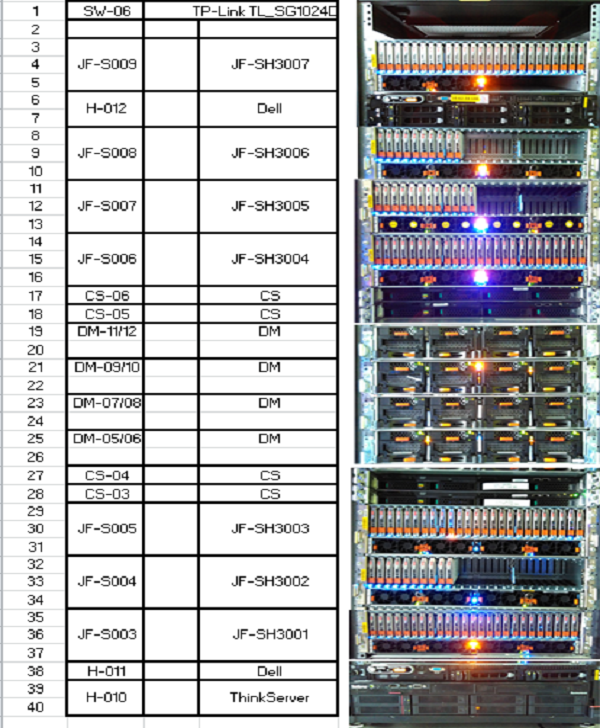 1 SW-06 TP-Link TL_SG1024D
2
3
4 JF-S009 JF-SH3007
5
6
H-012 Dell
7
8
9 JF-S008 JF-SH3006
10
11
12 JF-S007 JF-SH3005
13
14
15 JF-S006 JF-SH3004
16
17 CS-06 CS
18 CS-05 CS
19 DM-11/12 DM
20
21 DM-09/10 DM
22
23 DM-07/08 DM
24
25 DM-05/06 DM
26
27 CS-04 CS
28 CS-03 CS
29
30 JF-S005 JF-SH3003
31
32
33 JF-S004 JF-SH3002
34
35
36 JF-S003 JF-SH3001
37
38 H-011 Dell
39
H-010 ThinkServer
40